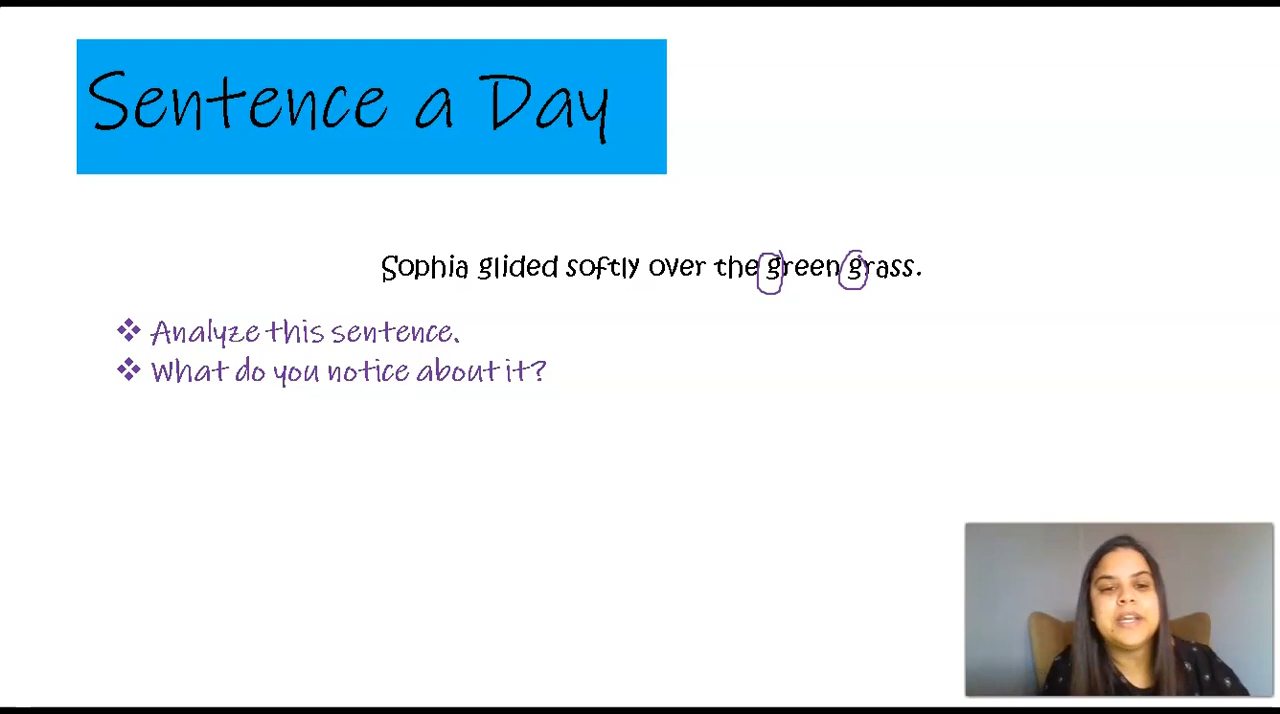 Sentence a Day
Sophia glided softly over the green grass.
❖ Analyze this sentence.
❖ What do you notice about it?